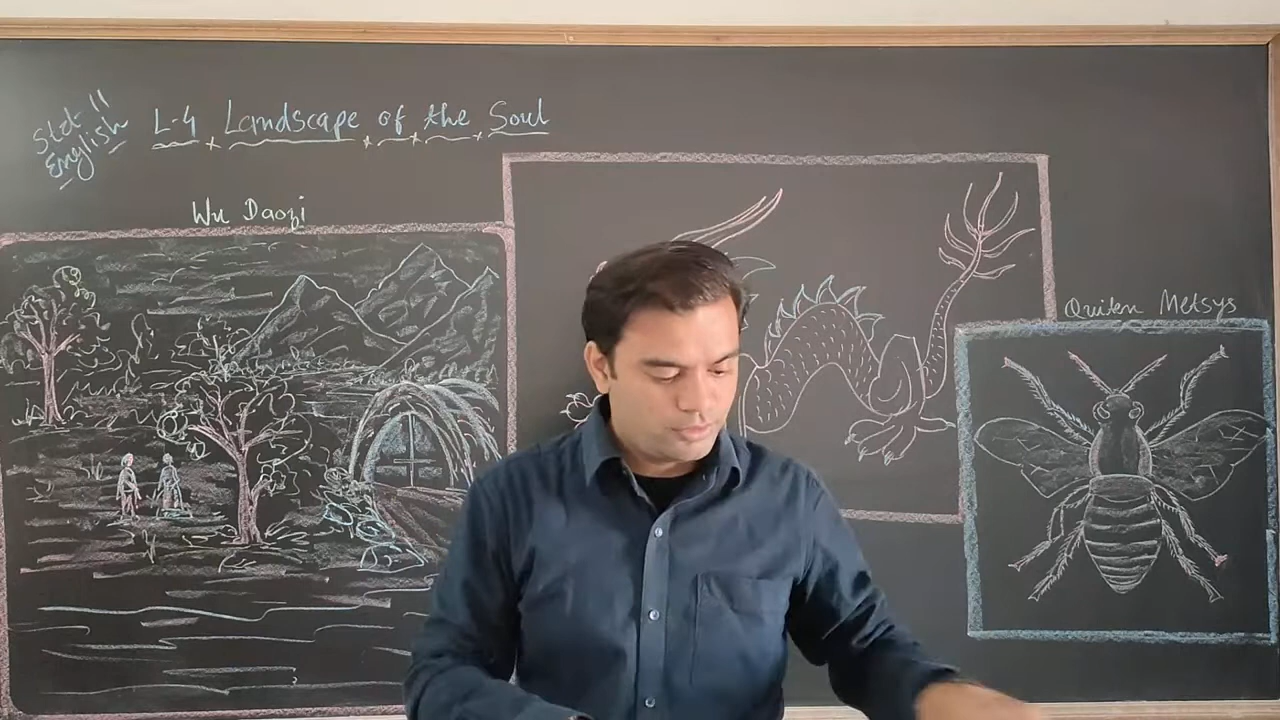 Std 11
English
L-4 Landscape of the Soul
Wu Daozi
Quiten Metsys